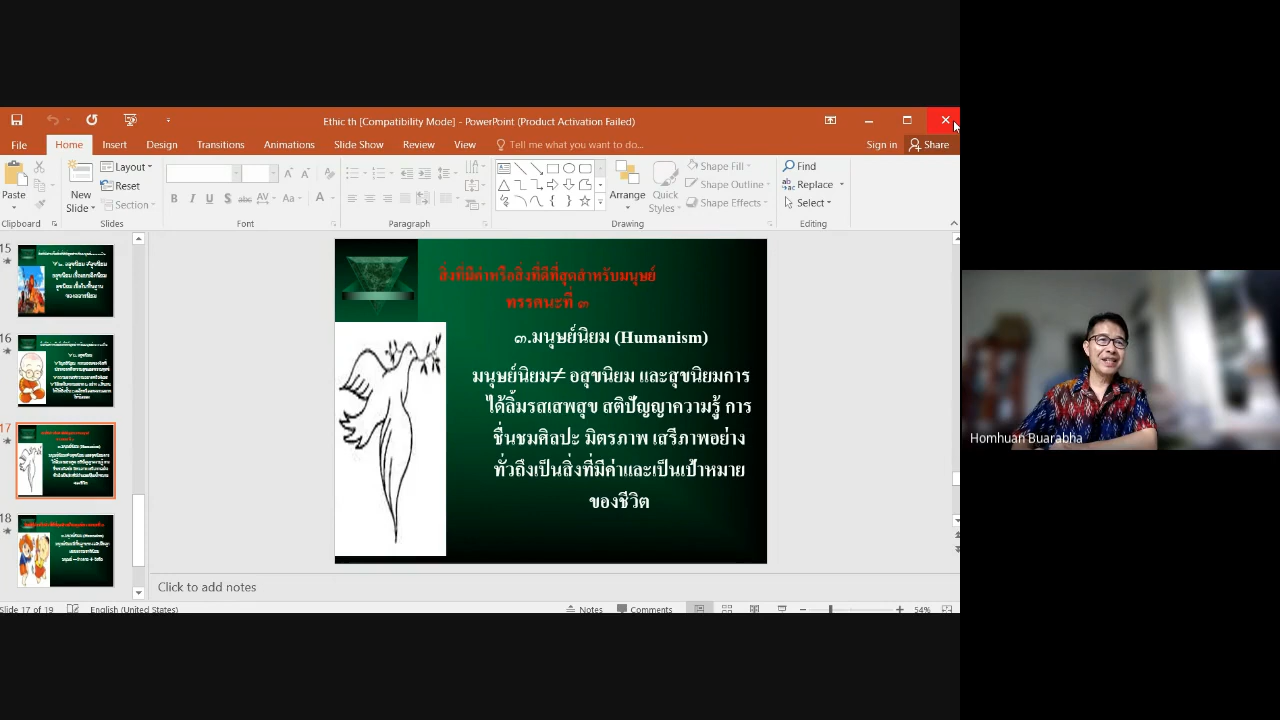 Ethic th [Compatibility Mode] - PowerPoint (Product Activation Failed)
File Home Insert Design Transitions Animations Slide Show Review View Tell me what you want to do... Sign in Share
Paste
Clipboard
New Slide
Layout
Reset
Section
Slides
Font
Paragraph
Arrange
Quick Styles
Shape Fill
Shape Outline
Shape Effects
Drawing
Find
Replace
Select
Editing
15
16
17
18
สิ่งที่มีค่าหรือสิ่งที่ดีที่สุดสำหรับมนุษย์
ทรรศนะที่ ๓
๓.มนุษย์นิยม (Humanism)
มนุษย์นิยม≠ อสุขนิยม และสุขนิยมการ
ได้ลิ้มรสเสพสุข สติปัญญาความรู้ การ
ชื่นชมศิลปะ มิตรภาพ เสรีภาพอย่าง
ทั่วถึงเป็นสิ่งที่มีค่าและเป็นเป้าหมาย
ของชีวิต
Click to add notes
Slide 17 of 19 English (United States) Notes Comments 54%
Homhuan Buarabha